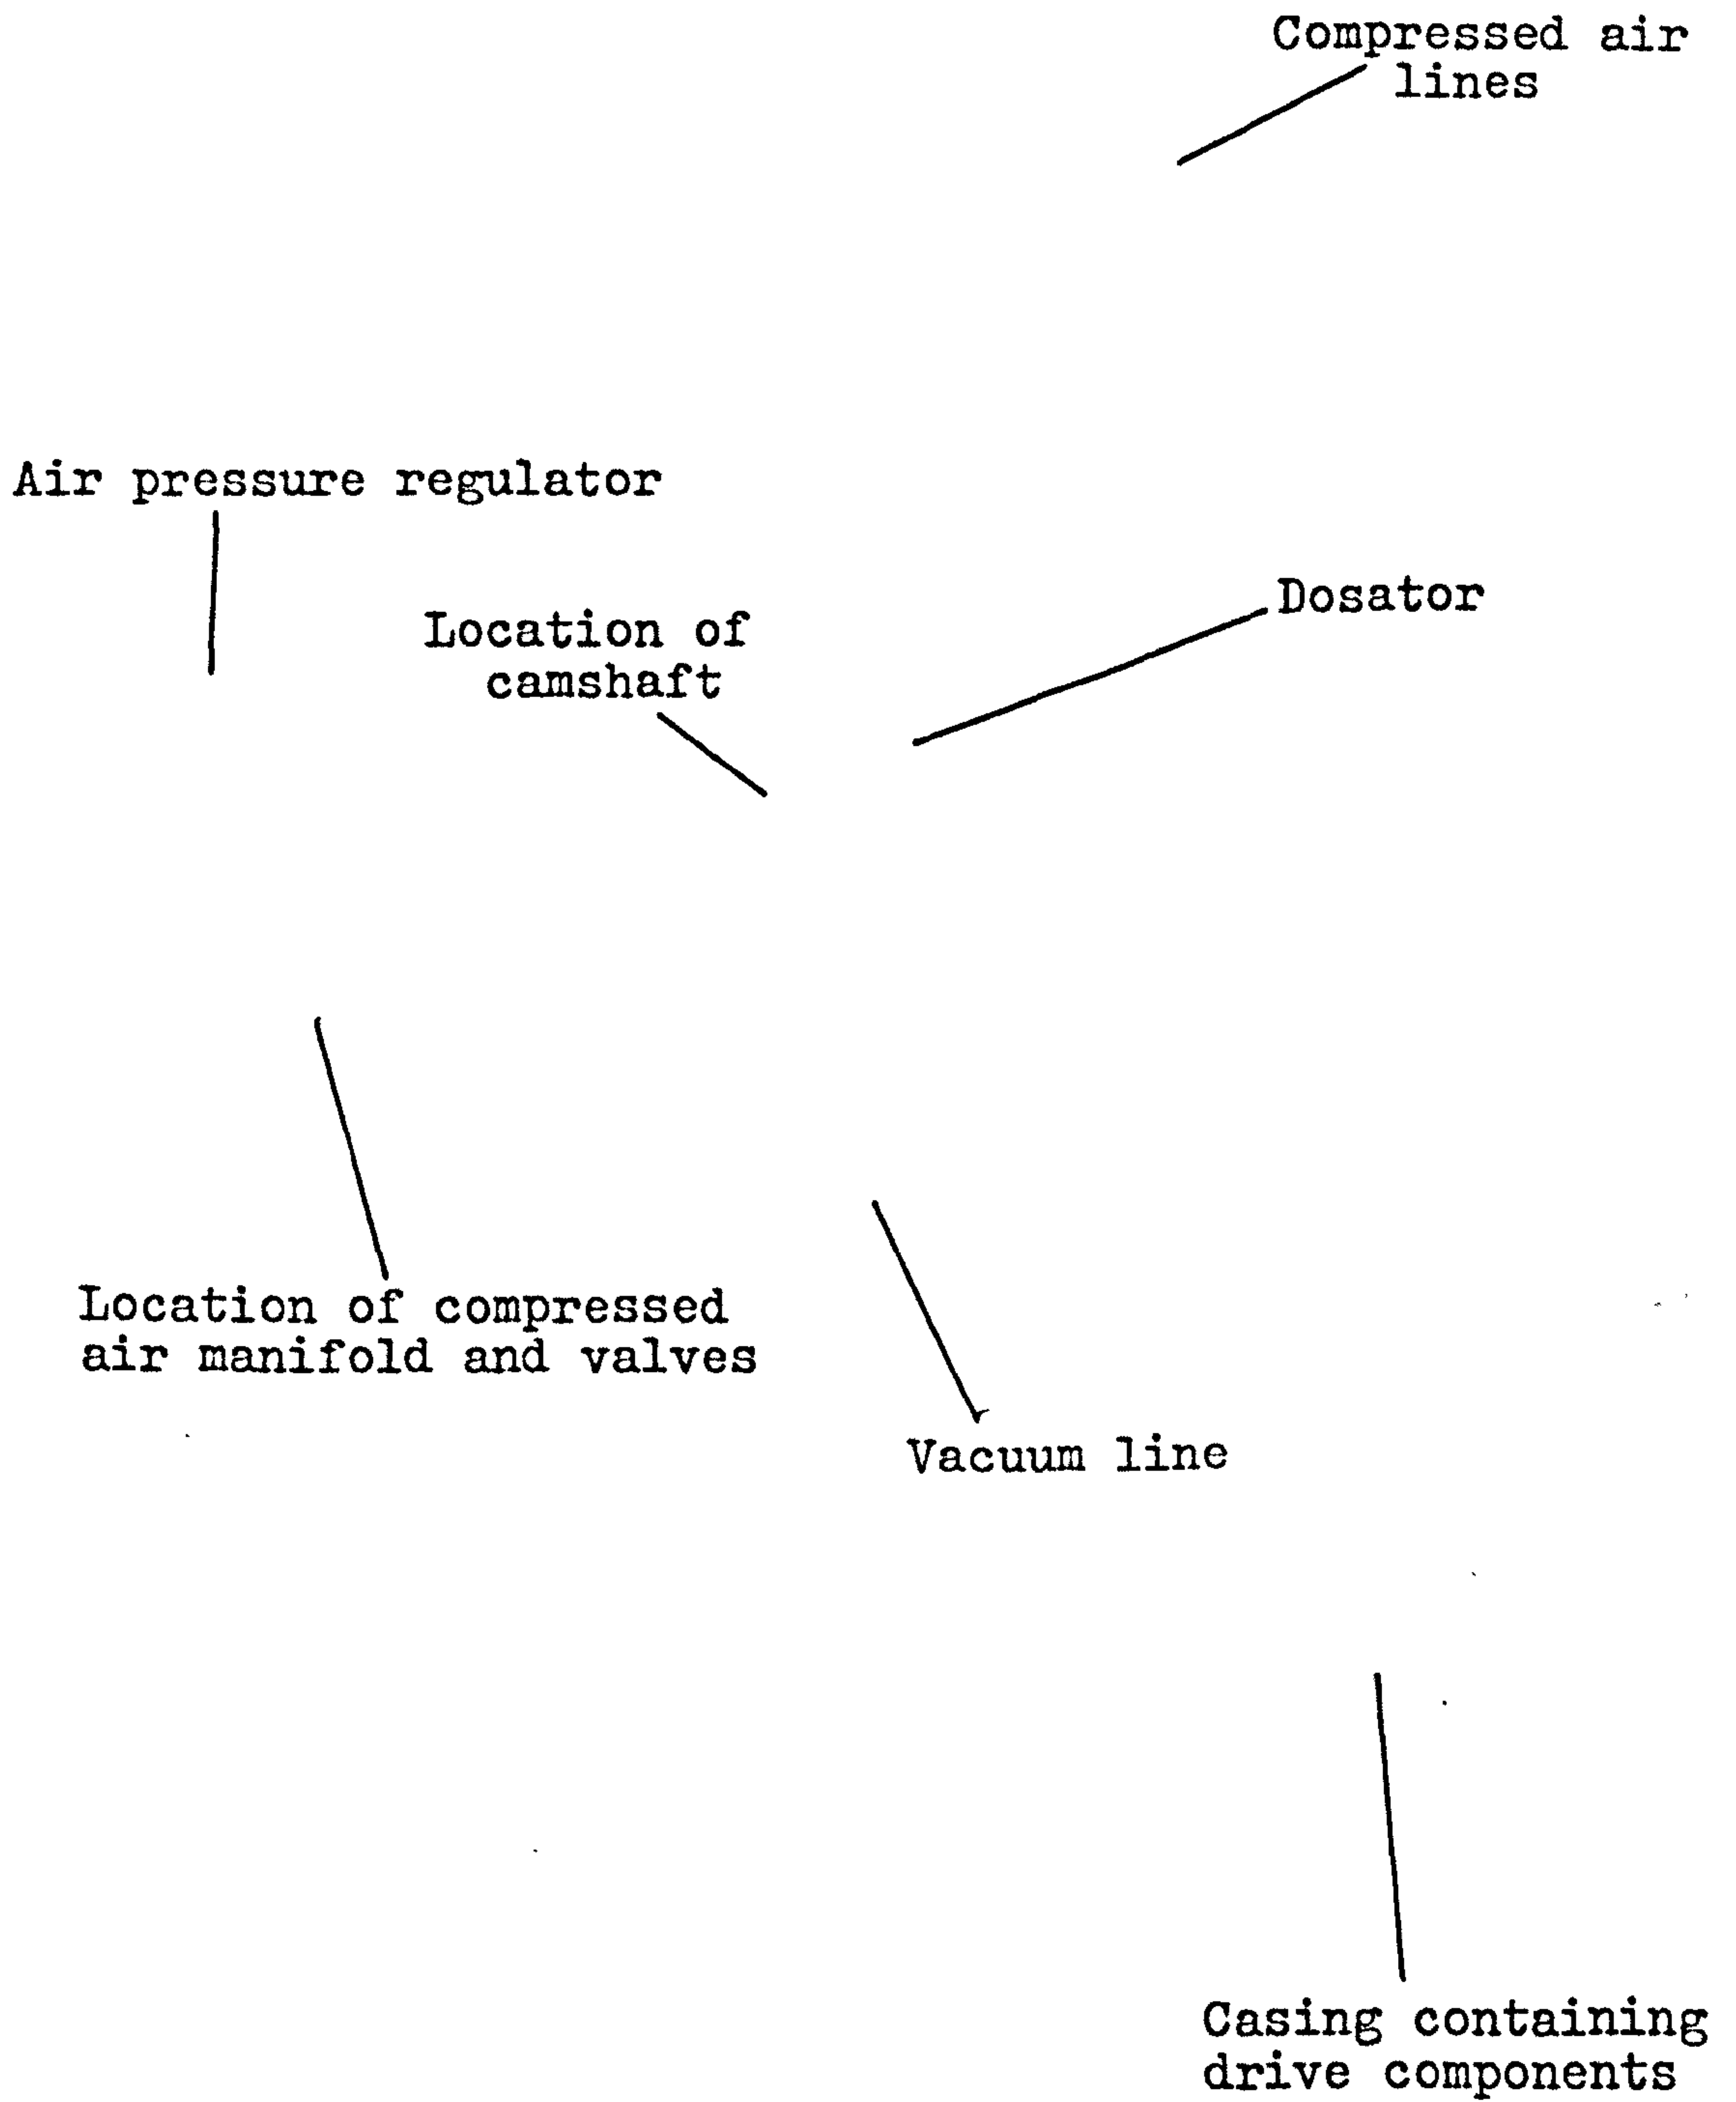 Compressed air
lines
Air pressure regulator
Dosator
Location of
camshaft
Location of compressed
air manifold and valves
Vacuum line
Casing containing
drive components